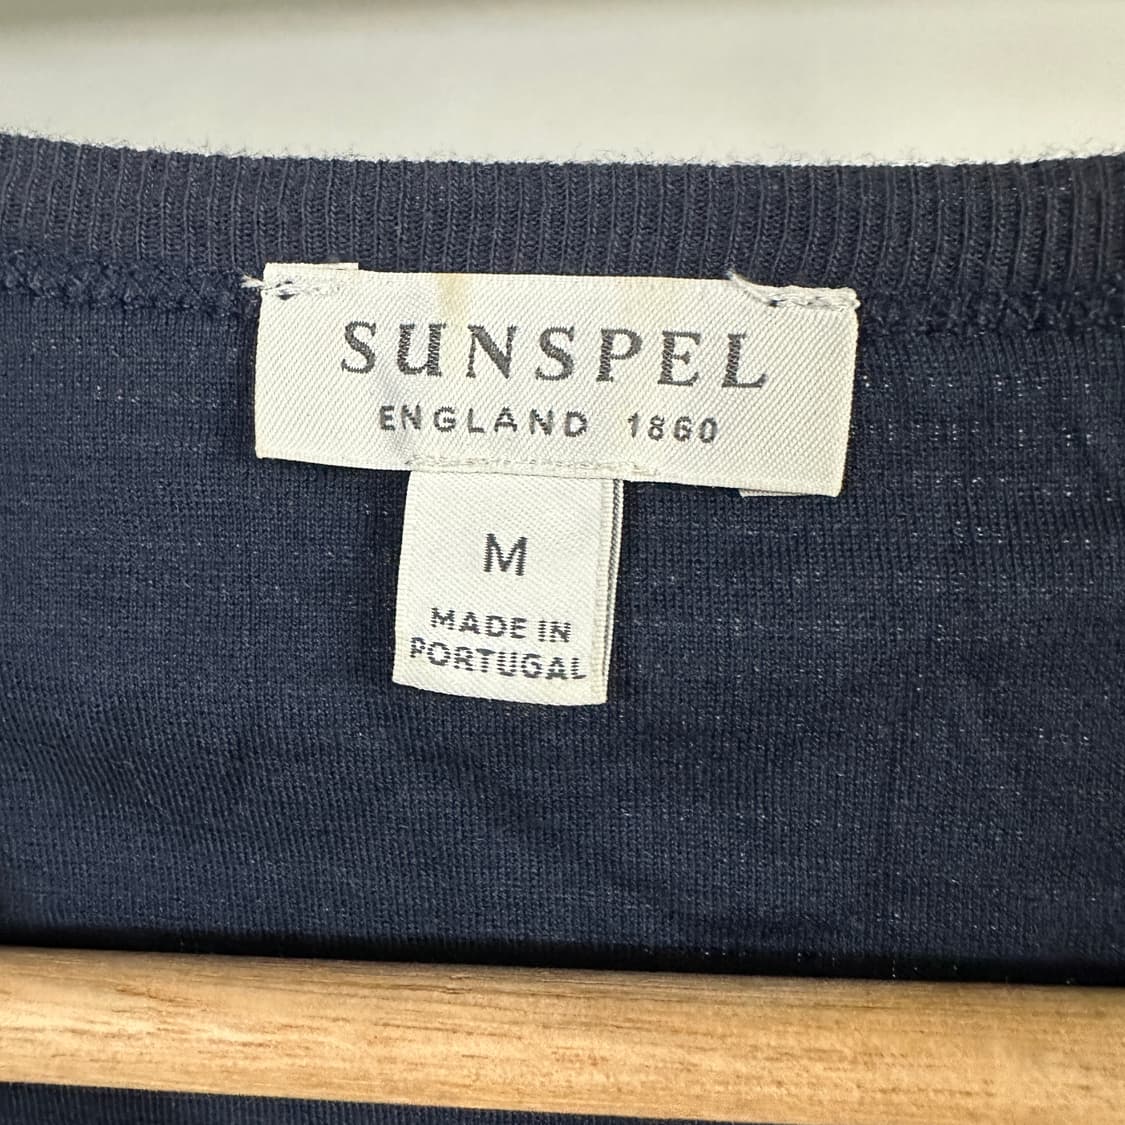 SUNSPEL
ENGLAND 1860
M
MADE IN
PORTUGAL